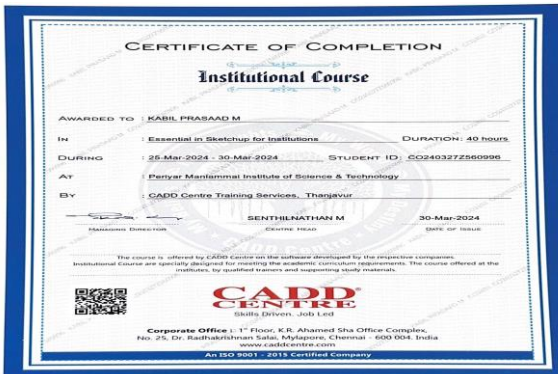 CERTIFICATE OF COMPLETION
Institutional Course
AWARDED TO : KABIL PRASAAD M
IN : Essential in Sketchup for Institutions DURATION: 40 hours
DURING : 25-Mar-2024 - 30-Mar-2024 STUDENT ID: CO240327Z560996
AT : Periyar Maniammai Institute of Science & Technology
BY : CADD Centre Training Services, Thanjavur
SENTHILNATHAN M 30-Mar-2024
MANAGING DIRECTOR CENTRE HEAD DATE OF ISSUE
The course is offered by CADD Centre on the software developed by the respective companies.
Institutional Course are specially designed for meeting the academic curriculum requirements. The course offered at the
institutes, by qualified trainers and supporting study materials.
CADD
CENTRE
Skills Driven. Job Led
Corporate Office : 1st Floor, K.R. Ahamed Sha Office Complex,
No. 25, Dr. Radhakrishnan Salai, Mylapore, Chennai - 600 004. India
www.caddcentre.com
An ISO 9001 - 2015 Certified Company